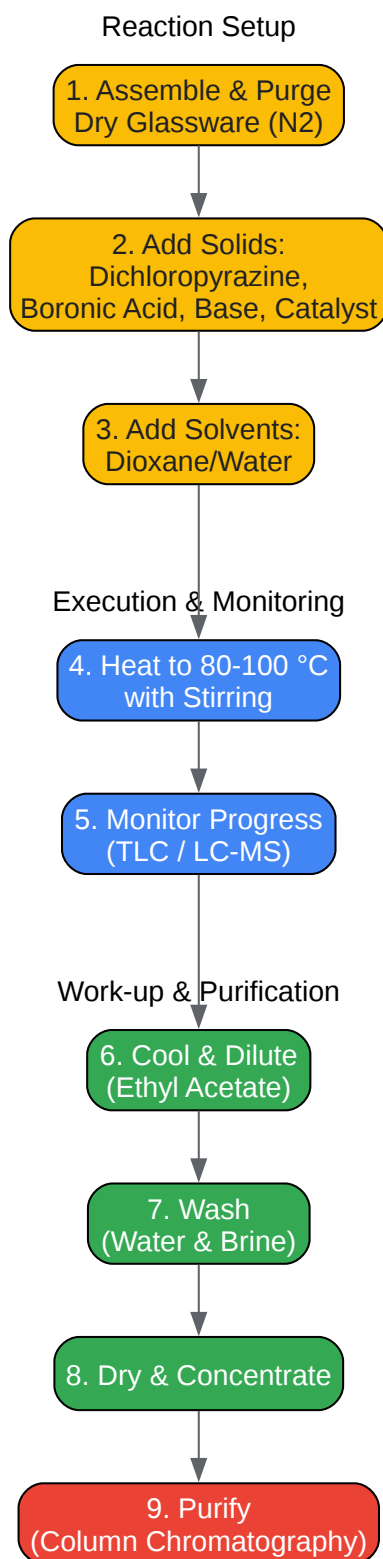 Reaction Setup
1. Assemble & Purge
Dry Glassware (N2)
2. Add Solids:
Dichloropyrazine,
Boronic Acid, Base, Catalyst
3. Add Solvents:
Dioxane/Water
Execution & Monitoring
4. Heat to 80-100 °C
with Stirring
5. Monitor Progress
(TLC / LC-MS)
Work-up & Purification
6. Cool & Dilute
(Ethyl Acetate)
7. Wash
(Water & Brine)
8. Dry & Concentrate
9. Purify
(Column Chromatography)